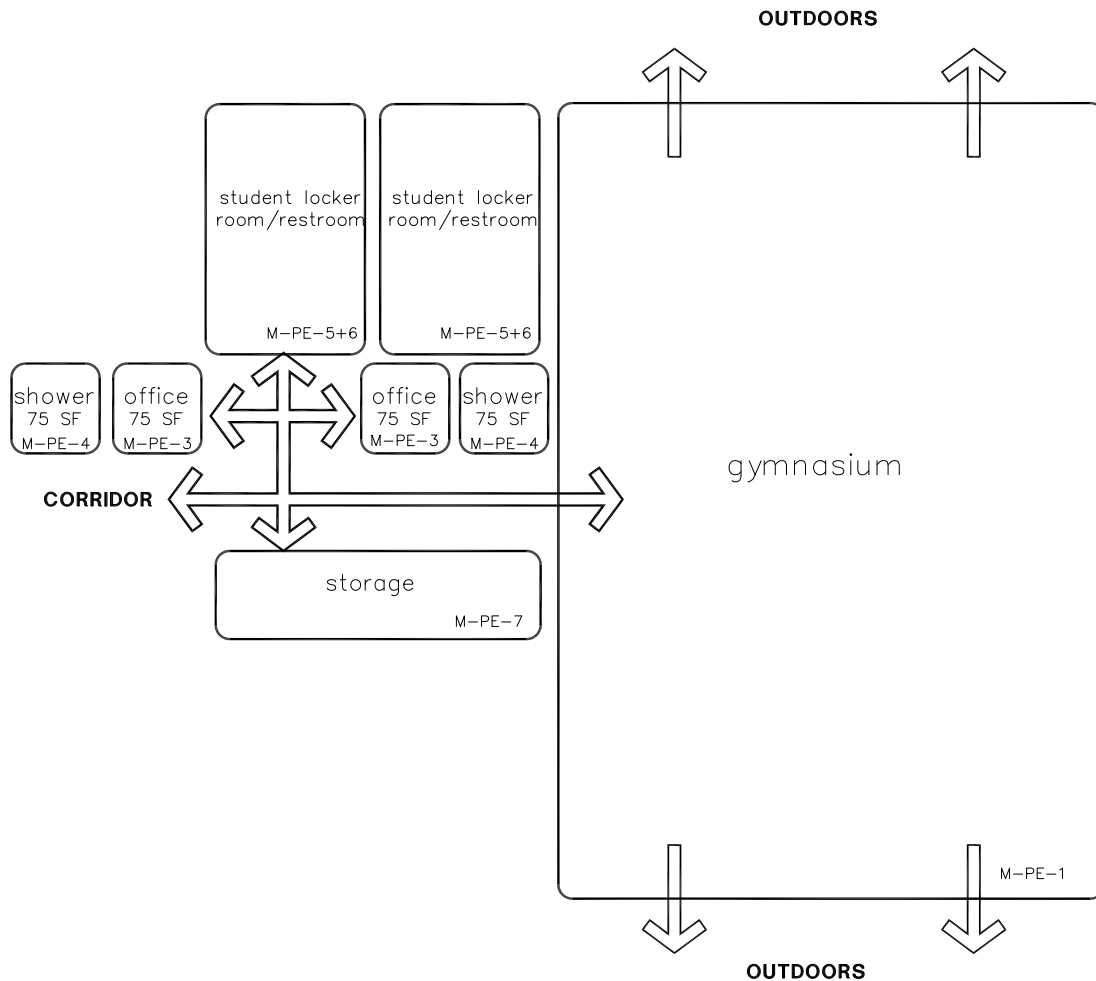 OUTDOORS
student locker
room/restroom
M-PE-5+6
student locker
room/restroom
M-PE-5+6
shower
75 SF
M-PE-4
office
75 SF
M-PE-3
office
75 SF
M-PE-3
shower
75 SF
M-PE-4
gymnasium
CORRIDOR
storage
M-PE-7
M-PE-1
OUTDOORS